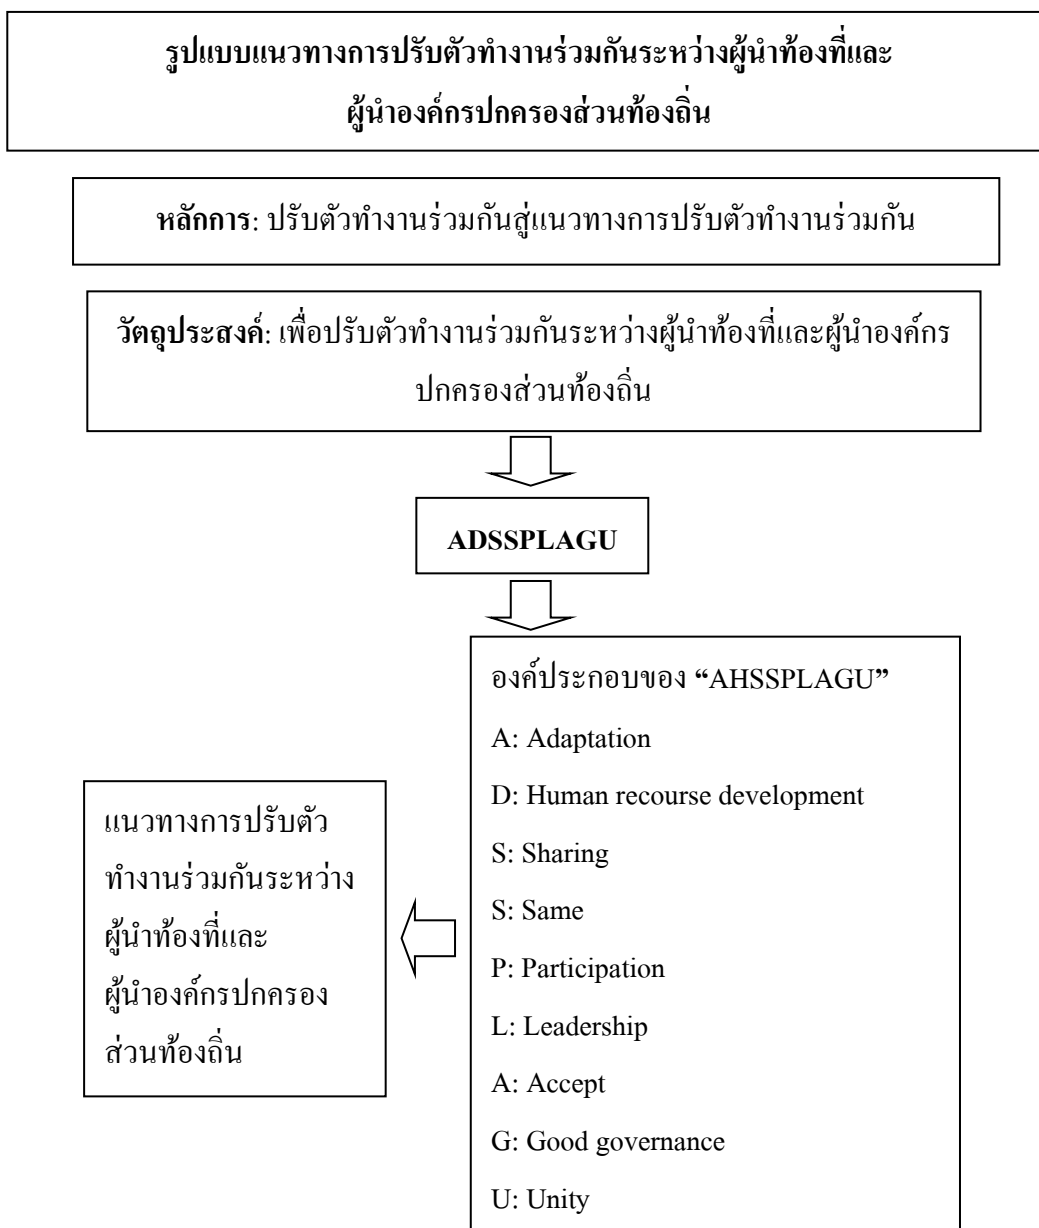 รูปแบบแนวทางการปรับตัวทำงานร่วมกันระหว่างผู้นำท้องที่และ
ผู้นำองค์กรปกครองส่วนท้องถิ่น
หลักการ: ปรับตัวทำงานร่วมกันสู่แนวทางการปรับตัวทำงานร่วมกัน
วัตถุประสงค์: เพื่อปรับตัวทำงานร่วมกันระหว่างผู้นำท้องที่และผู้นำองค์กร
ปกครองส่วนท้องถิ่น
ADSSPLAGU
องค์ประกอบของ “AHSSPLAGU”
A: Adaptation
D: Human recourse development
S: Sharing
S: Same
P: Participation
L: Leadership
A: Accept
G: Good governance
U: Unity
แนวทางการปรับตัว
ทำงานร่วมกันระหว่าง
ผู้นำท้องที่และ
ผู้นำองค์กรปกครอง
ส่วนท้องถิ่น